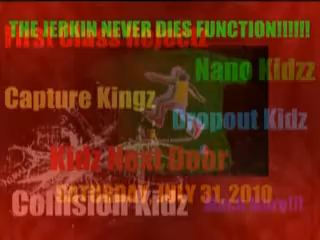 THE JERKIN NEVER DIES FUNCTION!!!!!!
First Class Rejectz
Nano Kidzz
Capture Kingz
Dropout Kidz
Kidz Next Door
SATURDAY, JULY 31, 2010
Collision Kidz